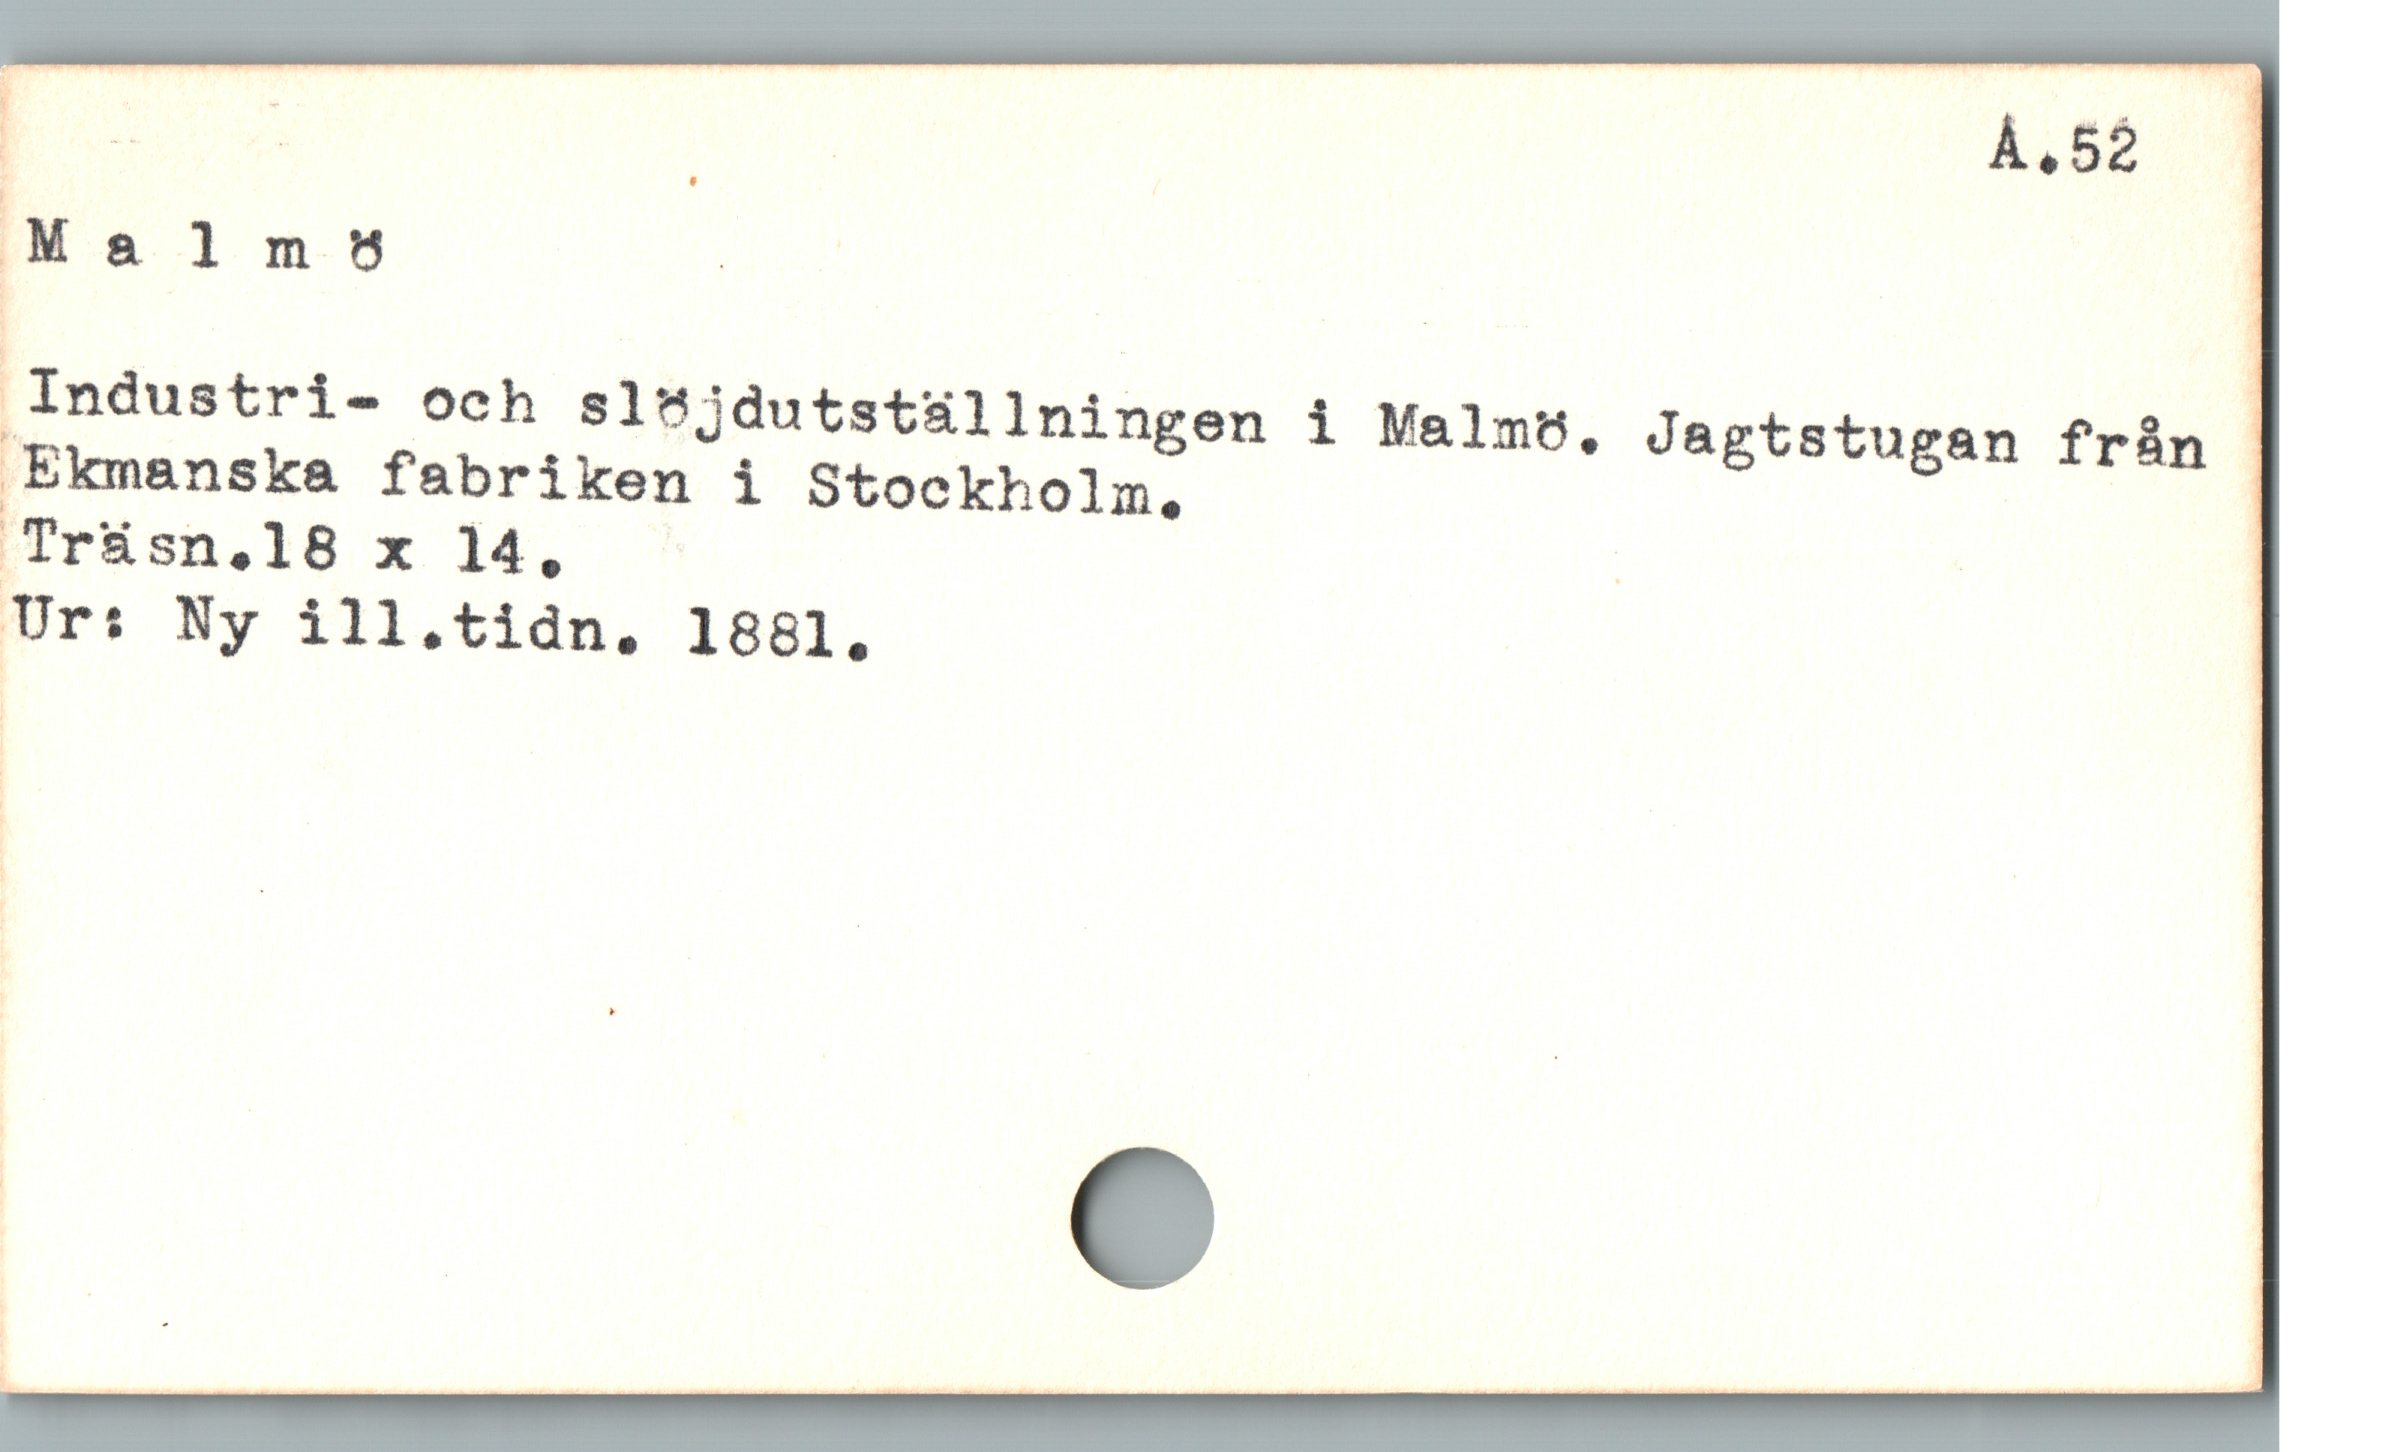 A.52
M a l m ö
Industri- och slöjdutställningen i Malmö. Jagtstugan från
Ekmanska fabriken i Stockholm.
Träsn.18 x 14.
Ur: Ny ill.tidn. 1881.